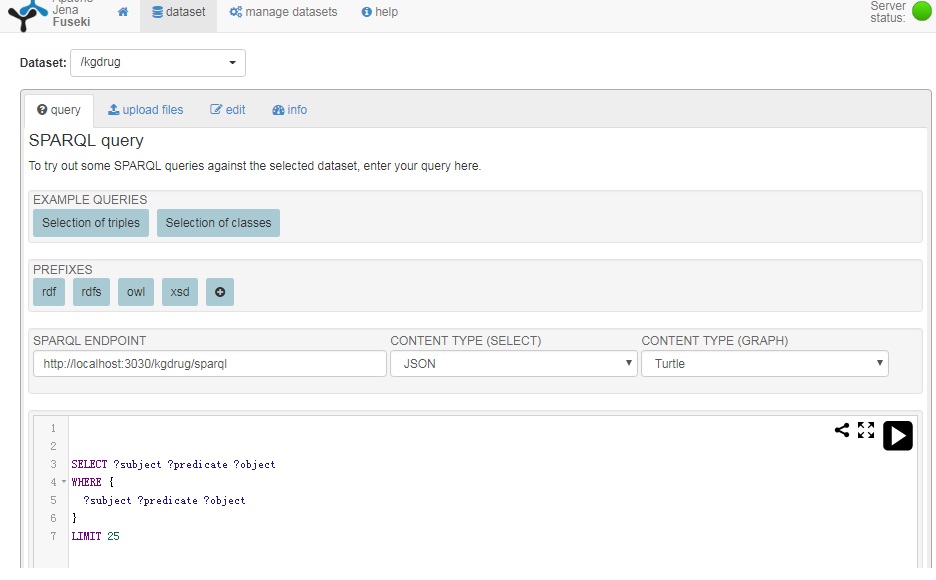 Apache
Jena
Fuseki
dataset
manage datasets
help
Server
status:
Dataset: /kgdrug
query upload files edit info
SPARQL query
To try out some SPARQL queries against the selected dataset, enter your query here.
EXAMPLE QUERIES
Selection of triples Selection of classes
PREFIXES
rdf rdfs owl xsd
SPARQL ENDPOINT CONTENT TYPE (SELECT) CONTENT TYPE (GRAPH)
http://localhost:3030/kgdrug/sparql JSON Turtle
1
2
3 SELECT ?subject ?predicate ?object
4 WHERE {
5 ?subject ?predicate ?object
6 }
7 LIMIT 25